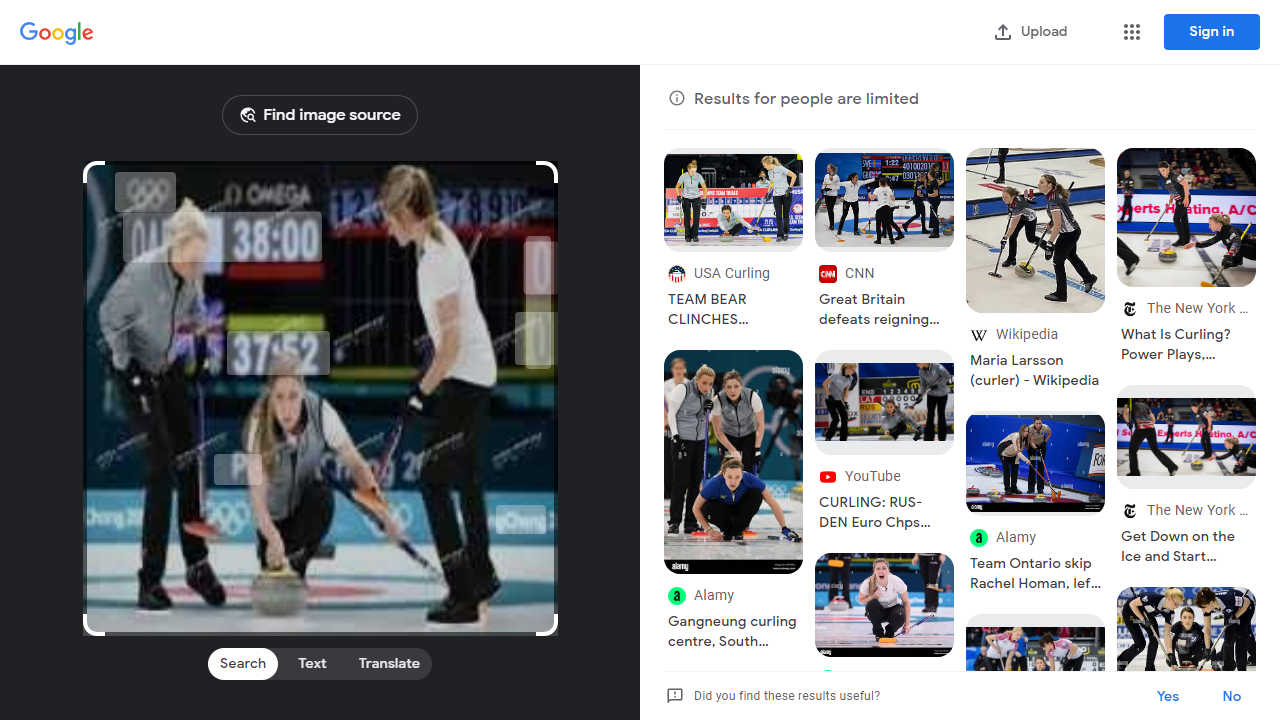 Google
Upload
Sign in
Find image source
Results for people are limited
OMEGA
38:00
37:52
Search
Text
Translate
USA Curling
TEAM BEAR
CLINCHES...
CNN
Great Britain
defeats reigning...
Wikipedia
Maria Larsson
(curler) - Wikipedia
The New York ...
What Is Curling?
Power Plays,...
Alamy
Gangneung curling
centre, South...
YouTube
CURLING: RUS-
DEN Euro Chps...
Alamy
Team Ontario skip
Rachel Homan, lef...
The New York ...
Get Down on the
Ice and Start...
Did you find these results useful?
Yes
No